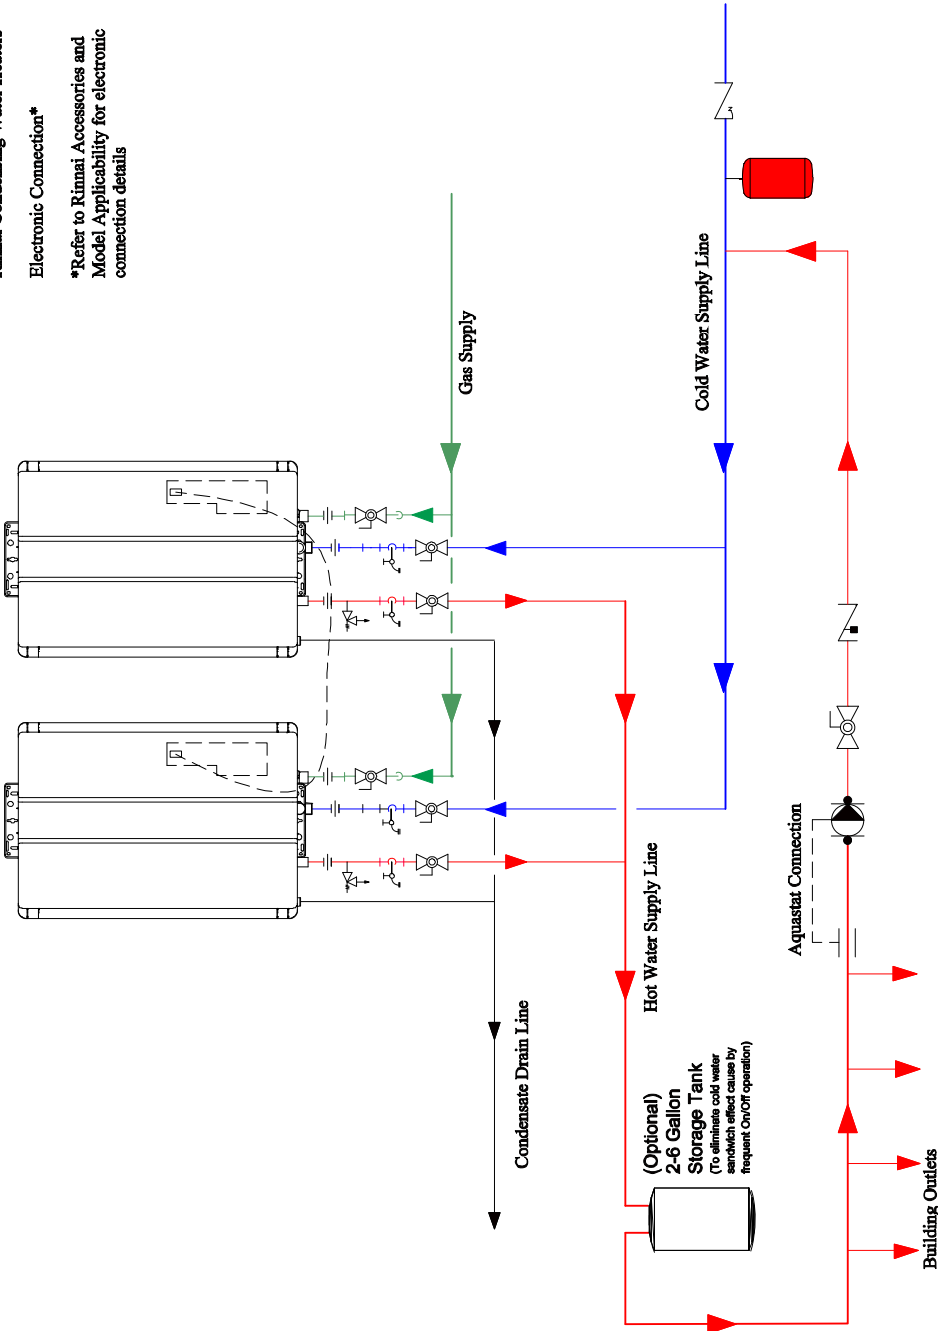 Electronic Connection*
*Refer to Rinnai Accessories and
Model Applicability for electronic
connection details
Gas Supply
Cold Water Supply Line
Hot Water Supply Line
Aquastat Connection
Condensate Drain Line
(Optional)
2-6 Gallon
Storage Tank
(To eliminate cold water
sandwich effect cause by
frequent On/Off operation)
Building Outlets